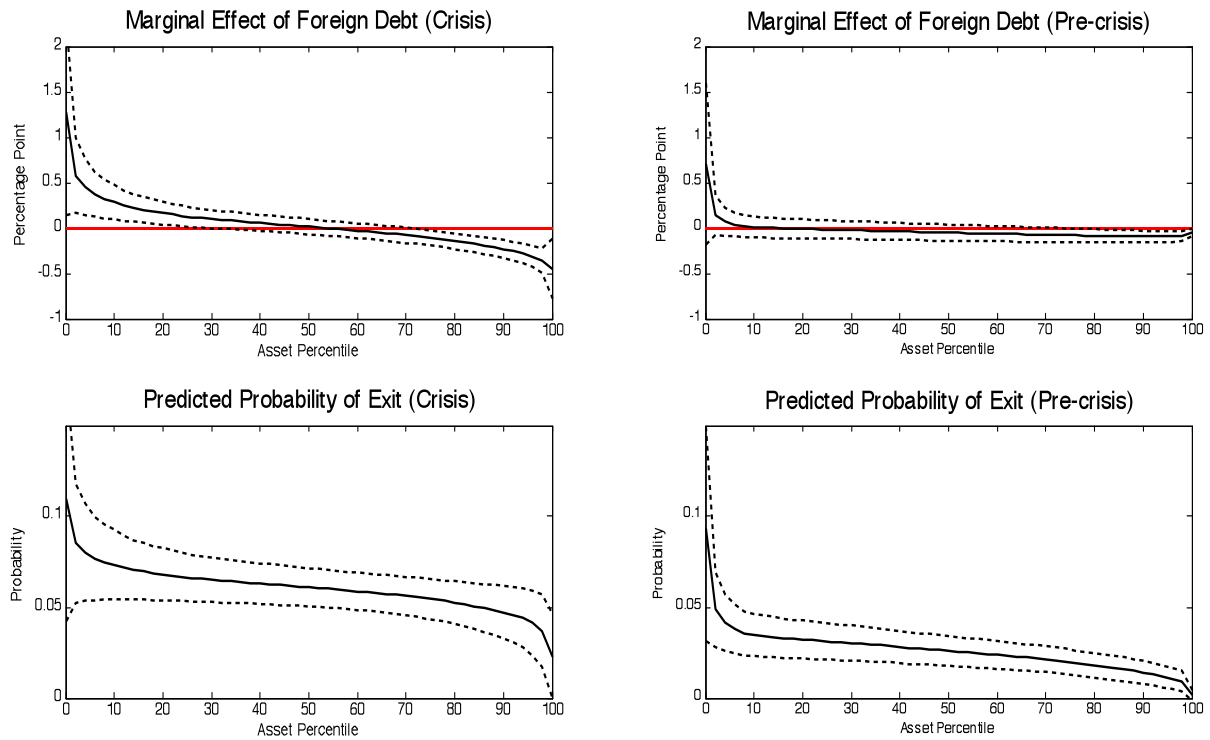 Marginal Effect of Foreign Debt (Crisis)
2
1.5
1
0.5
0
-0.5
-1
Percentage Point
0 10 20 30 40 50 60 70 80 90 100
Asset Percentile
Marginal Effect of Foreign Debt (Pre-crisis)
2
1.5
1
0.5
0
-0.5
-1
Percentage Point
0 10 20 30 40 50 60 70 80 90 100
Asset Percentile
Predicted Probability of Exit (Crisis)
0.1
0.05
0
Probability
0 10 20 30 40 50 60 70 80 90 100
Asset Percentile
Predicted Probability of Exit (Pre-crisis)
0.1
0.05
0
Probability
0 10 20 30 40 50 60 70 80 90 100
Asset Percentile